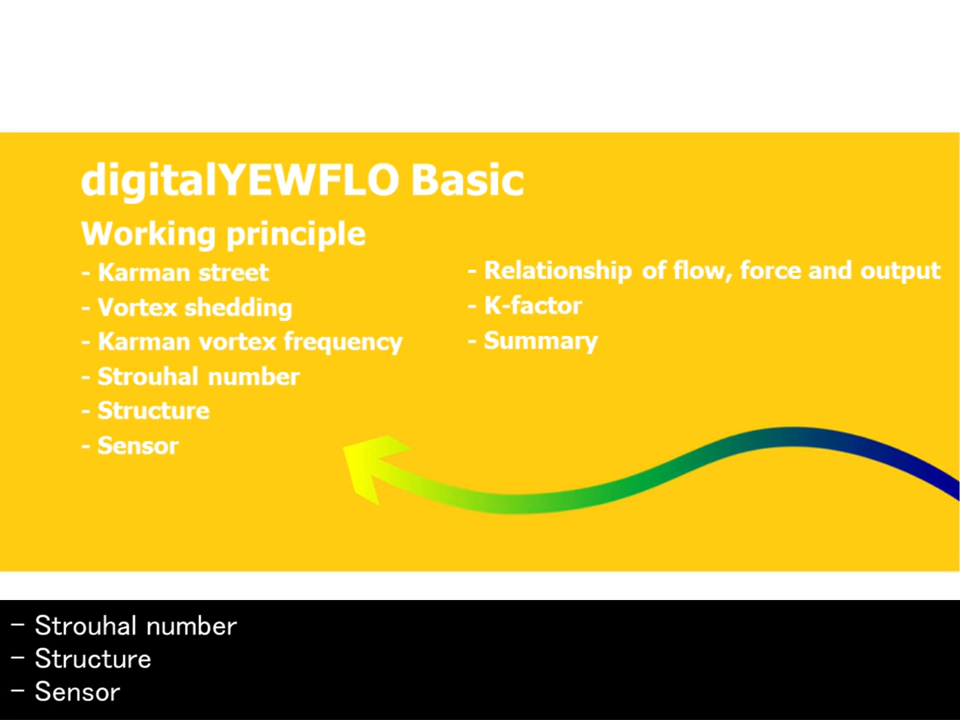 digitalYEWFLO Basic
Working principle
- Karman street
- Vortex shedding
- Karman vortex frequency
- Strouhal number
- Structure
- Sensor
- Relationship of flow, force and output
- K-factor
- Summary
- Strouhal number
- Structure
- Sensor